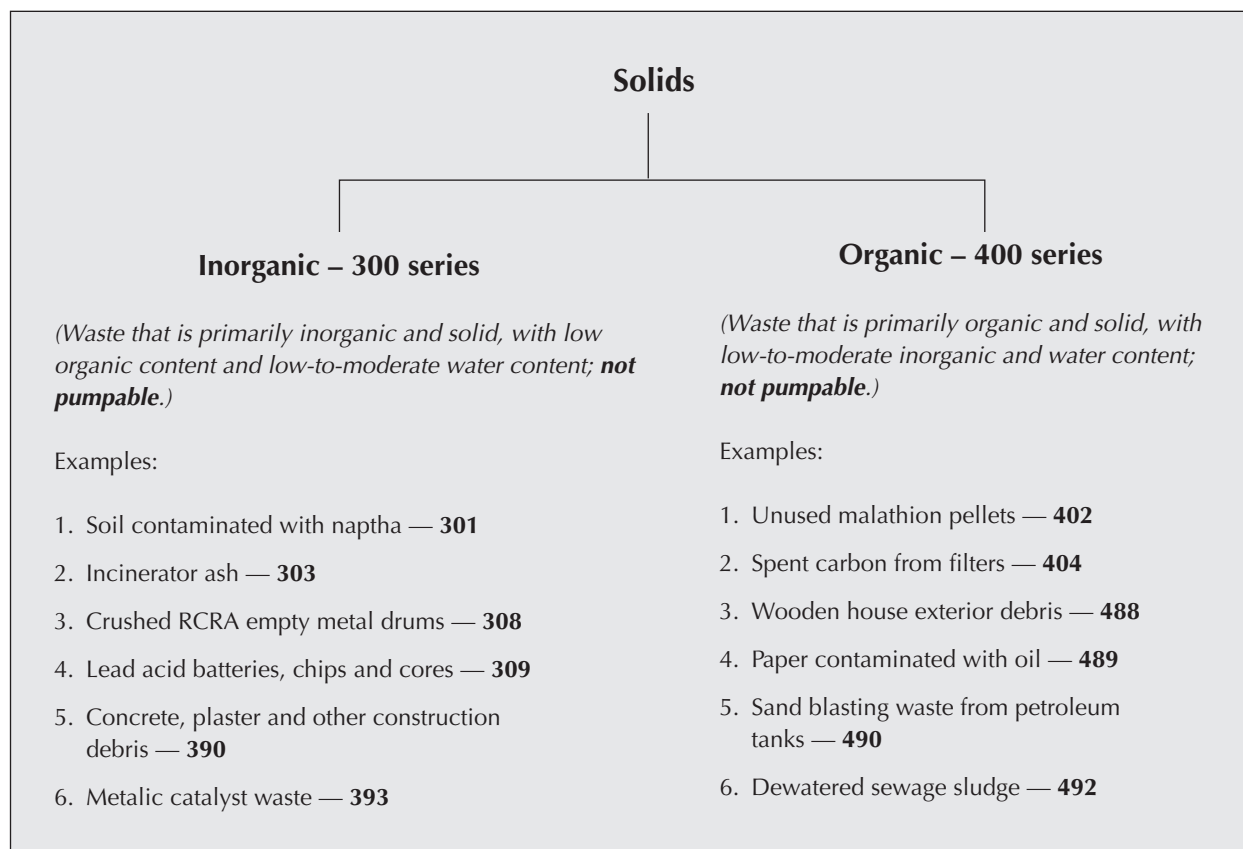 Solids
Inorganic – 300 series
(Waste that is primarily inorganic and solid, with low
organic content and low-to-moderate water content; not
pumpable.)
Examples:
1. Soil contaminated with naptha — 301
2. Incinerator ash — 303
3. Crushed RCRA empty metal drums — 308
4. Lead acid batteries, chips and cores — 309
5. Concrete, plaster and other construction
debris — 390
6. Metalic catalyst waste — 393
Organic – 400 series
(Waste that is primarily organic and solid, with
low-to-moderate inorganic and water content;
not pumpable.)
Examples:
1. Unused malathion pellets — 402
2. Spent carbon from filters — 404
3. Wooden house exterior debris — 488
4. Paper contaminated with oil — 489
5. Sand blasting waste from petroleum
tanks — 490
6. Dewatered sewage sludge — 492